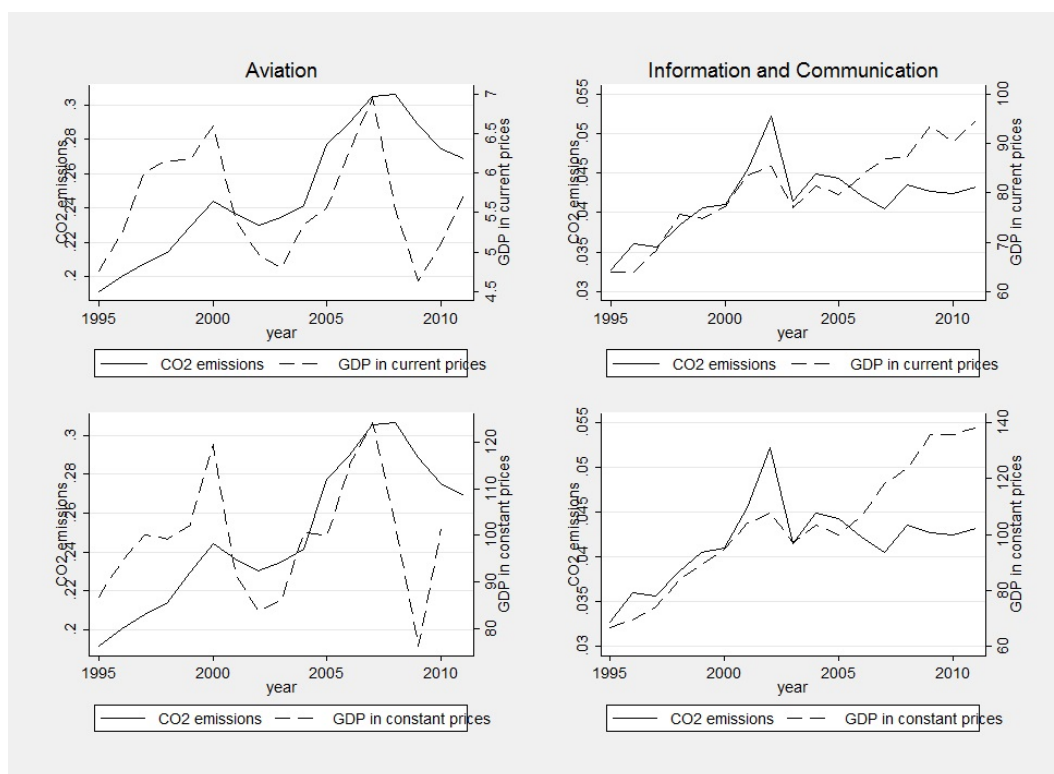 Aviation
CO2 emissions
.2 .22 .24 .26 .28 .3
4.5 5 5.5 6 6.5 7
GDP in current prices
1995 2000 2005 2010
year
CO2 emissions GDP in current prices
Information and Communication
CO2 emissions
.03 .035 .04 .045 .05 .055
60 70 80 90 100
GDP in current prices
1995 2000 2005 2010
year
CO2 emissions GDP in current prices
CO2 emissions
.2 .22 .24 .26 .28 .3
80 90 100 110 120
GDP in constant prices
1995 2000 2005 2010
year
CO2 emissions GDP in constant prices
CO2 emissions
.03 .035 .04 .045 .05 .055
60 80 100 120 140
GDP in constant prices
1995 2000 2005 2010
year
CO2 emissions GDP in constant prices